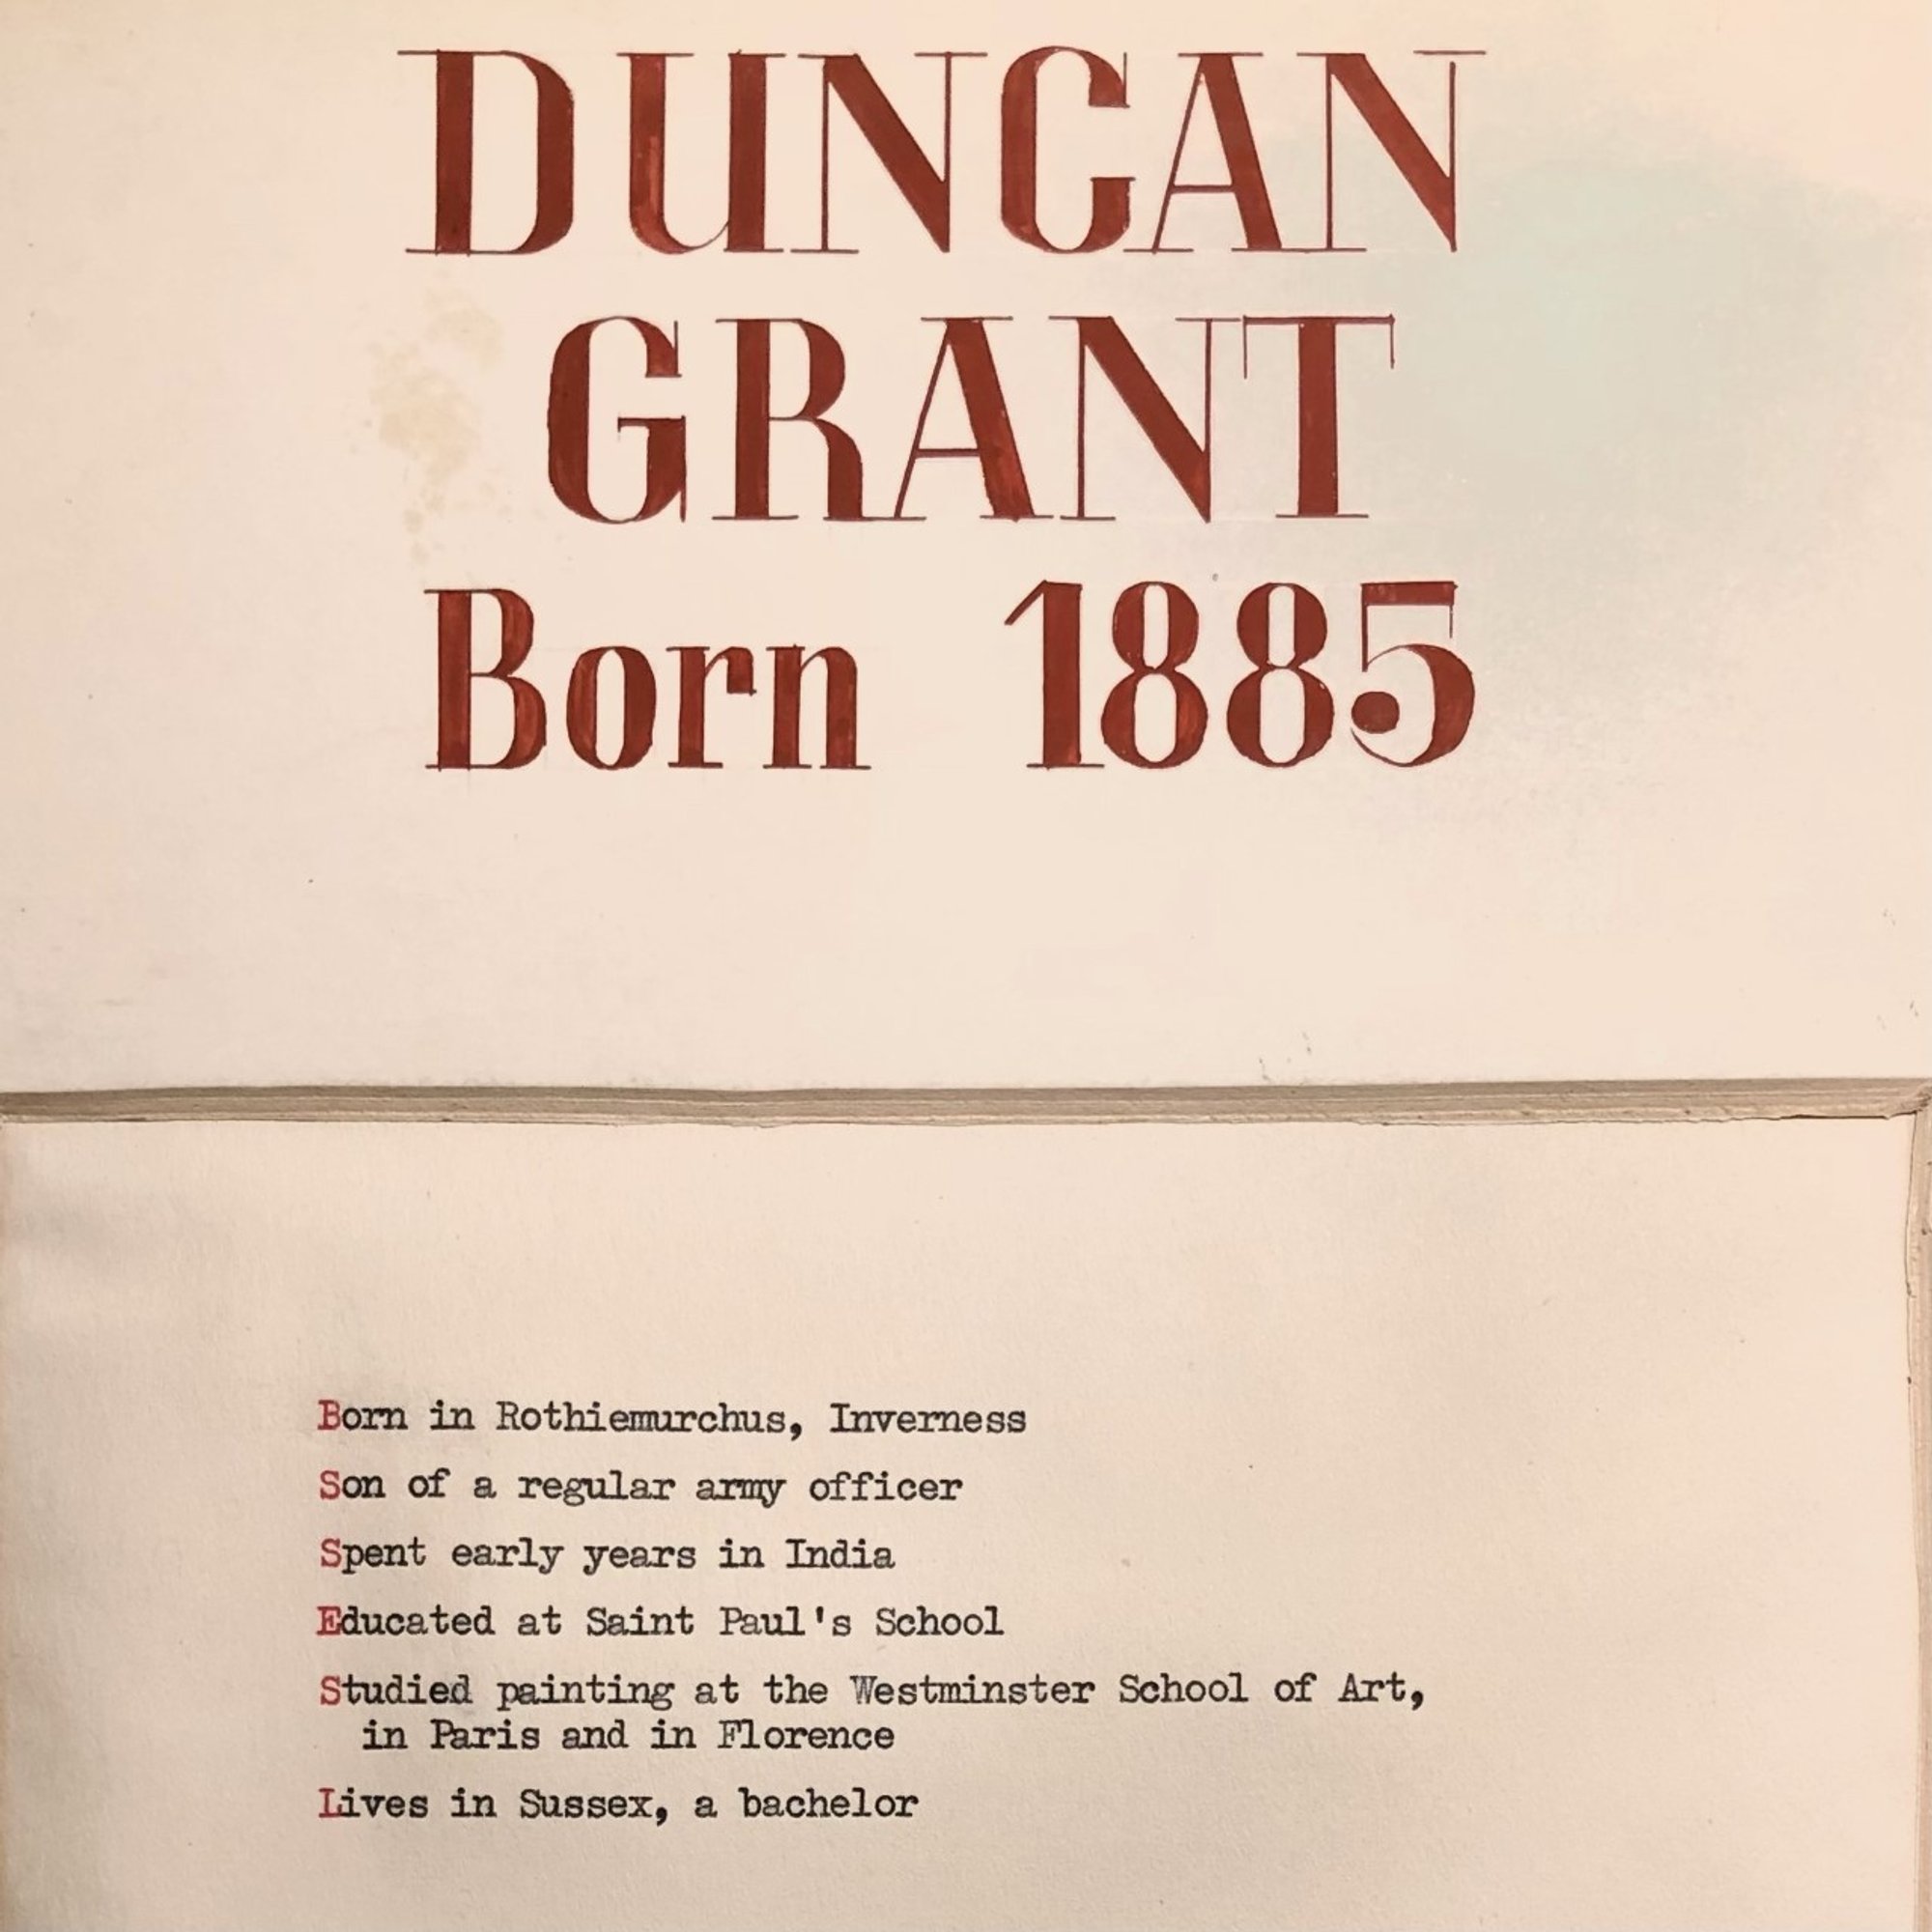 DUNCAN
GRANT
Born 1885
Born in Rothiemurchus, Inverness
Son of a regular army officer
Spent early years in India
Educated at Saint Paul's School
Studied painting at the Westminster School of Art,
in Paris and in Florence
Lives in Sussex, a bachelor